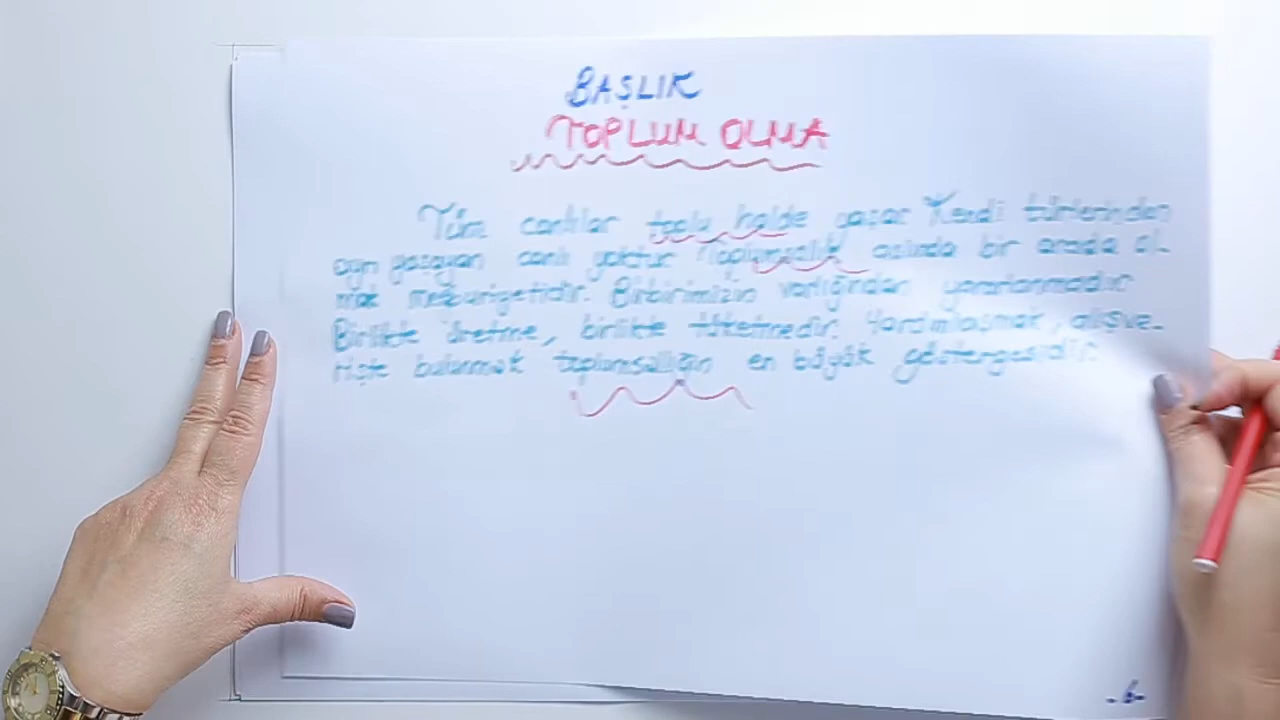 BAŞLIK
TOPLUM OLMA
Tüm canlılar toplu halde yaşar. Kendi türlerinden
ayrı yaşayan canlı yoktur. Toplumsallık aslında bir arada ol-
mak mecburiyetidir. Birbirimizin varlığından yararlanmadır.
Birlikte üretme, birlikte tüketmedir. Yardımlaşmak, alışve-
rişte bulunmak toplumsallığın en büyük göstergesidir.
-6-